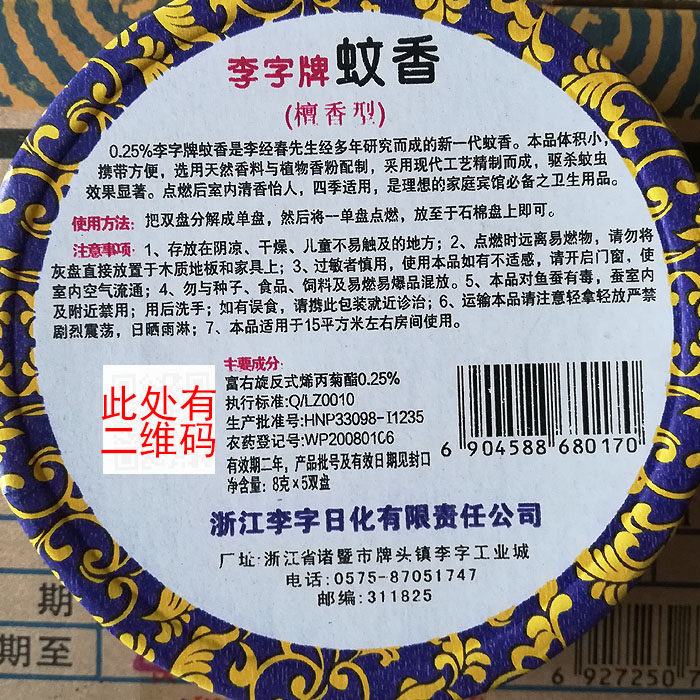 李字牌蚊香
(檀香型)
0.25%李字牌蚊香是李经春先生经多年研究而成的新一代蚊香。本品体积小,
携带方便，选用天然香料与植物香粉配制，采用现代工艺精制而成，驱杀蚊虫
效果显著。点燃后室内清香怡人，四季适用，是理想的家庭宾馆必备之卫生用品。
使用方法: 把双盘分解成单盘，然后将一单盘点燃，放至于石棉盘上即可。
注意事项: 1、存放在阴凉、干燥、儿童不易触及的地方；2、点燃时远离易燃物，请勿将
灰盘直接放置于木质地板和家具上；3、过敏者慎用，使用本品如有不适感，请开启门窗，使
室内空气流通；4、勿与种子、食品、饲料及易燃易爆品混放。5、本品对鱼蚕有毒，蚕室内
及附近禁用；用后洗手；如有误食，请携此包装就近诊治；6、运输本品请注意轻拿轻放严禁
剧烈震荡，日晒雨淋；7、本品适用于15平方米左右房间使用。
主要成分:
富右旋反式烯丙菊酯0.25%
执行标准:Q/LZ0010
生产批准号:HNP33098-I1235
农药登记号:WP20080106
有效期二年，产品批号及有效日期见封口
净含量: 8克×5双盘
此处有
二维码
6 904588 680170
浙江李字日化有限责任公司
厂址:浙江省诸暨市牌头镇李字工业城
电话:0575-87051747
邮编:311825
期
期至
6 927250